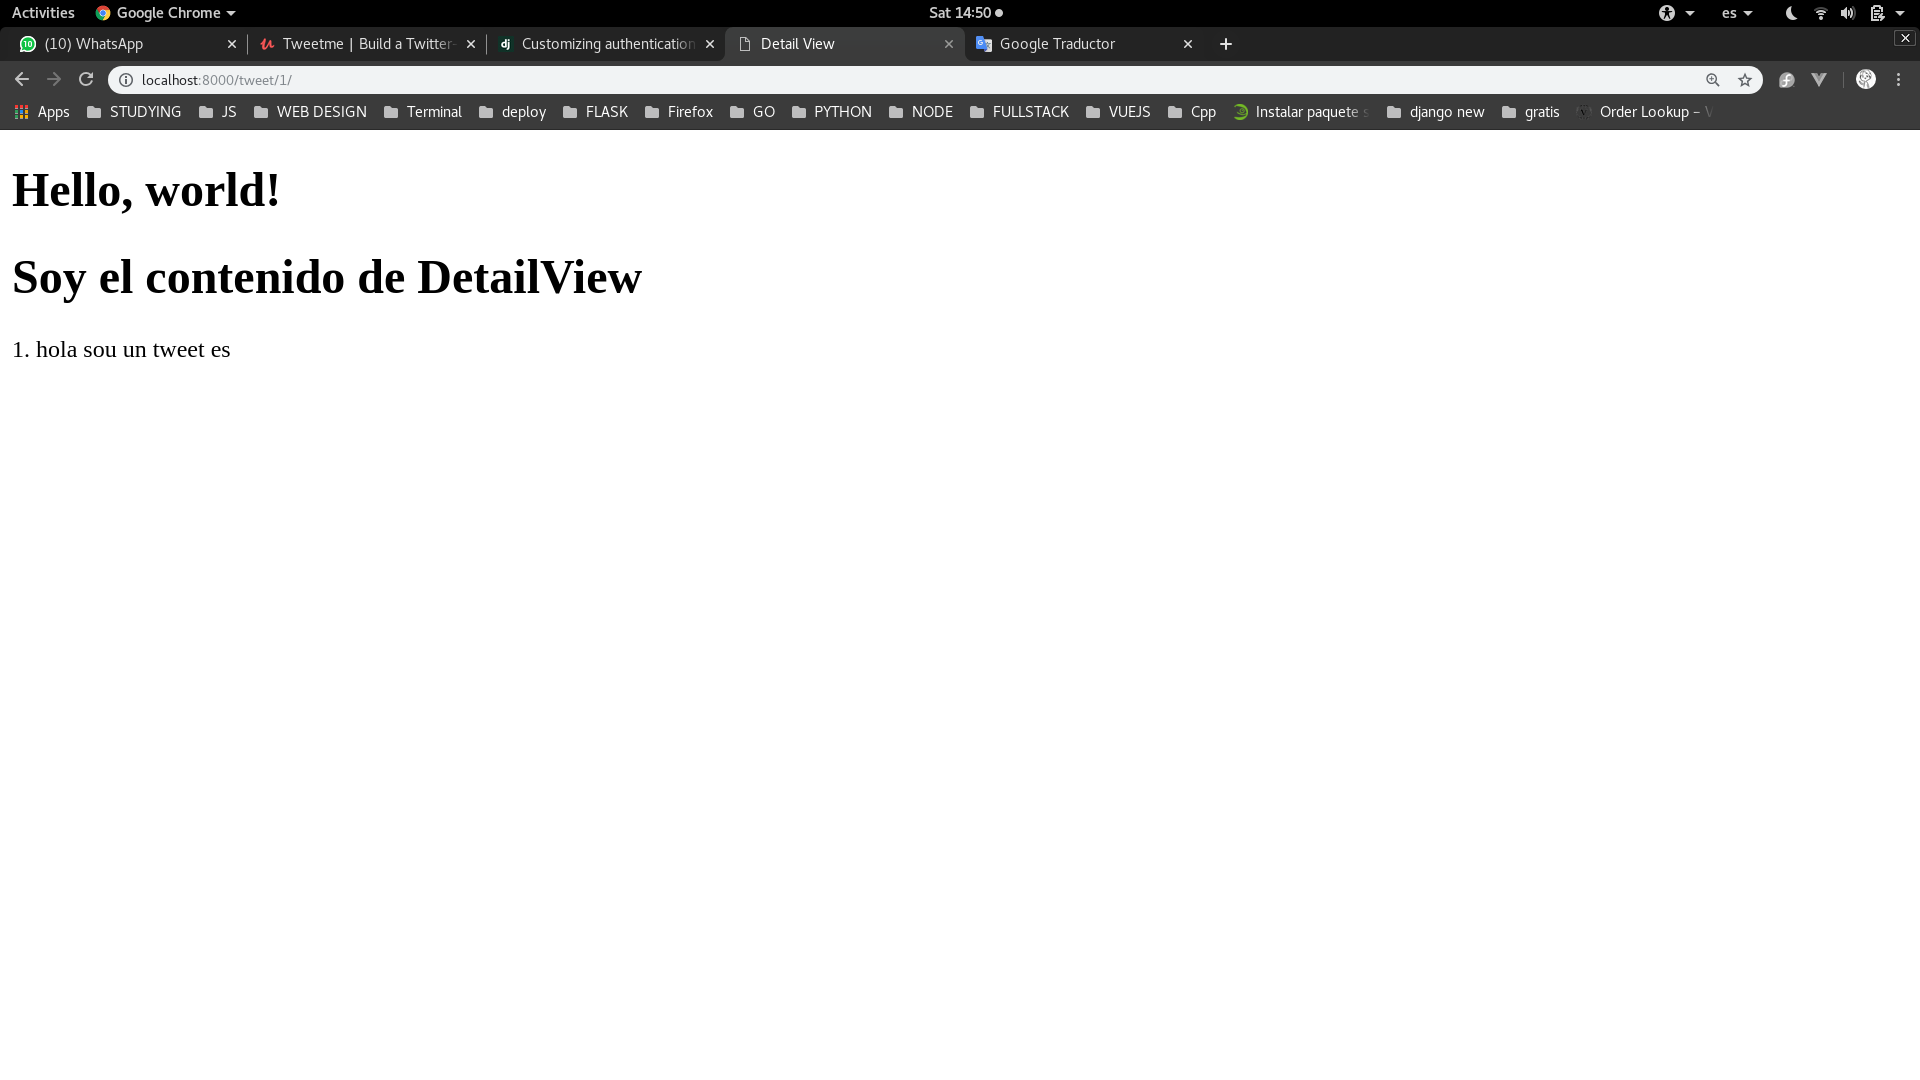 Activities Google Chrome Sat 14:50 es
(10) WhatsApp Tweetme | Build a Twitter- Customizing authentication Detail View Google Traductor
localhost:8000/tweet/1/
Apps STUDYING JS WEB DESIGN Terminal deploy FLASK Firefox GO PYTHON NODE FULLSTACK VUEJS Cpp Instalar paquete s django new gratis Order Lookup – V
Hello, world!
Soy el contenido de DetailView
1. hola sou un tweet es